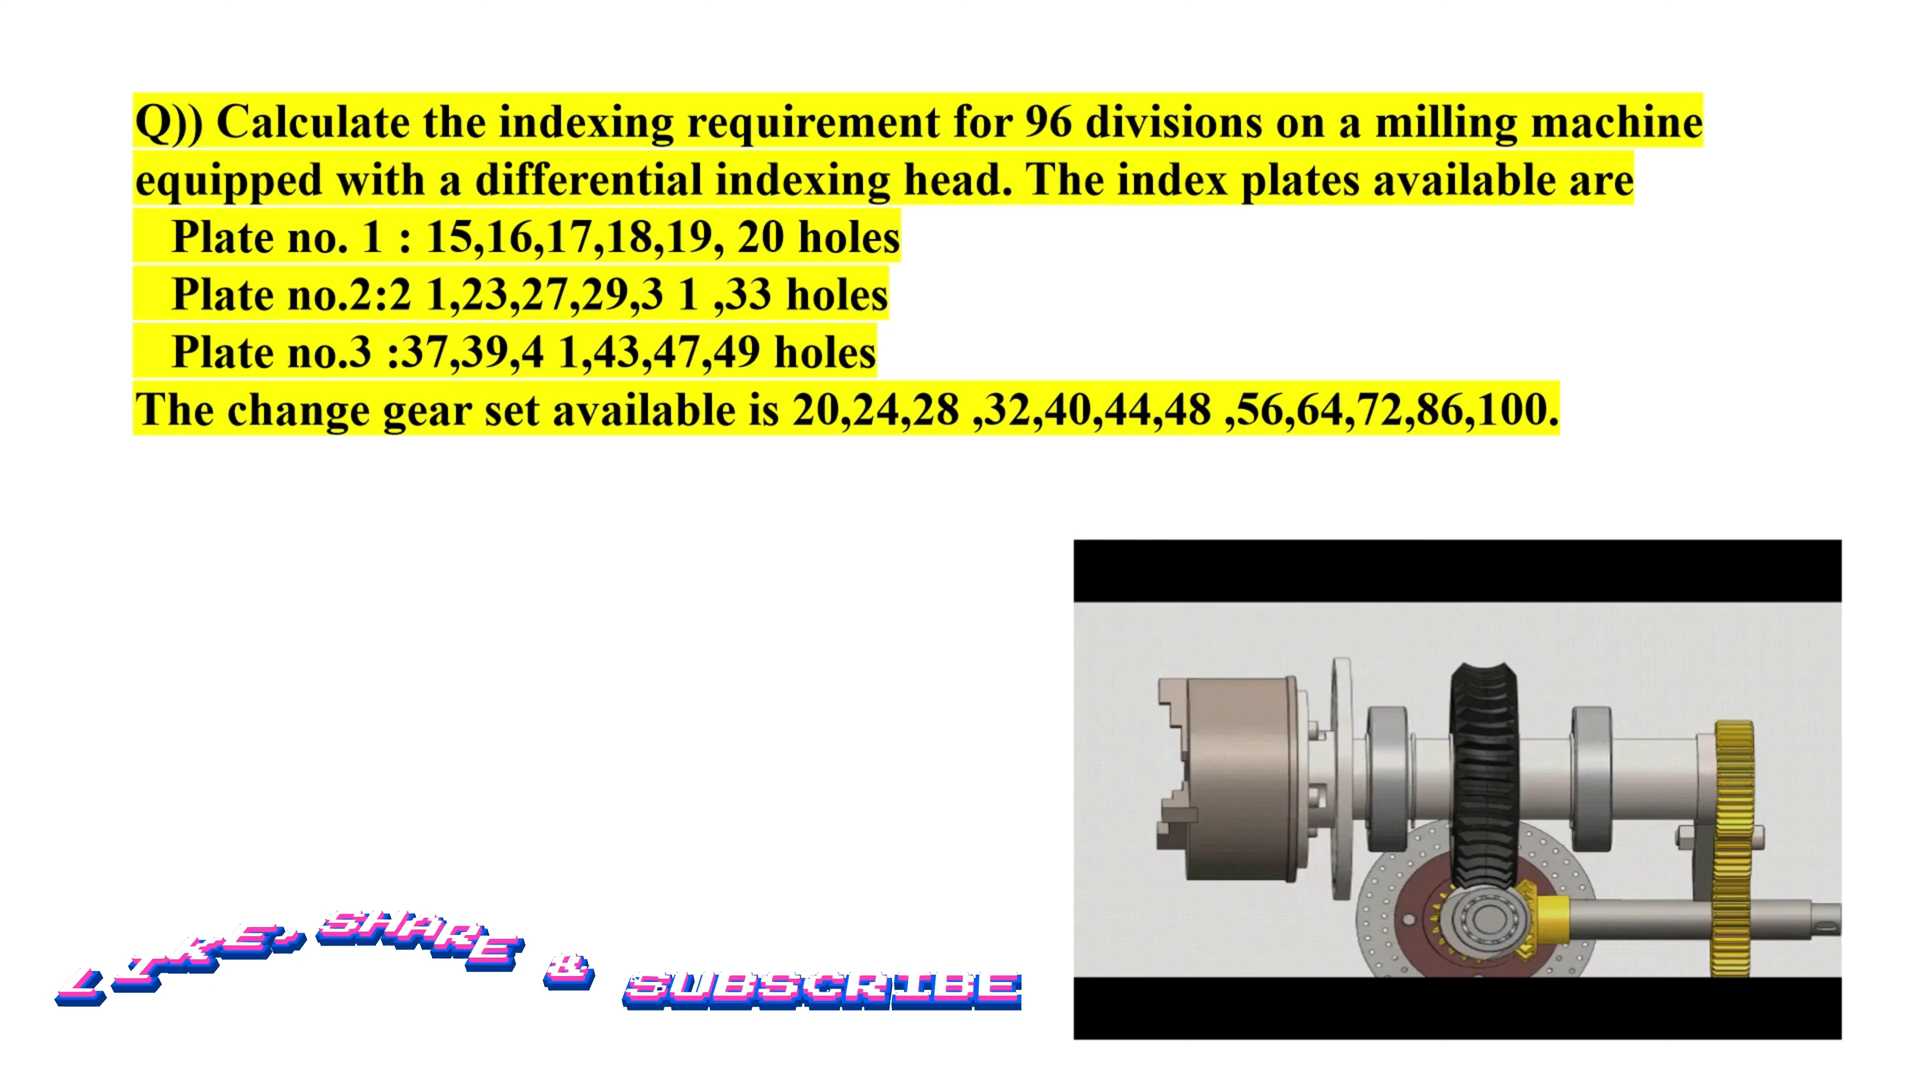 Q)) Calculate the indexing requirement for 96 divisions on a milling machine
equipped with a differential indexing head. The index plates available are
Plate no. 1 : 15,16,17,18,19, 20 holes
Plate no.2:2 1,23,27,29,3 1 ,33 holes
Plate no.3 :37,39,4 1,43,47,49 holes
The change gear set available is 20,24,28 ,32,40,44,48 ,56,64,72,86,100.
LIKE, SHARE & SUBSCRIBE